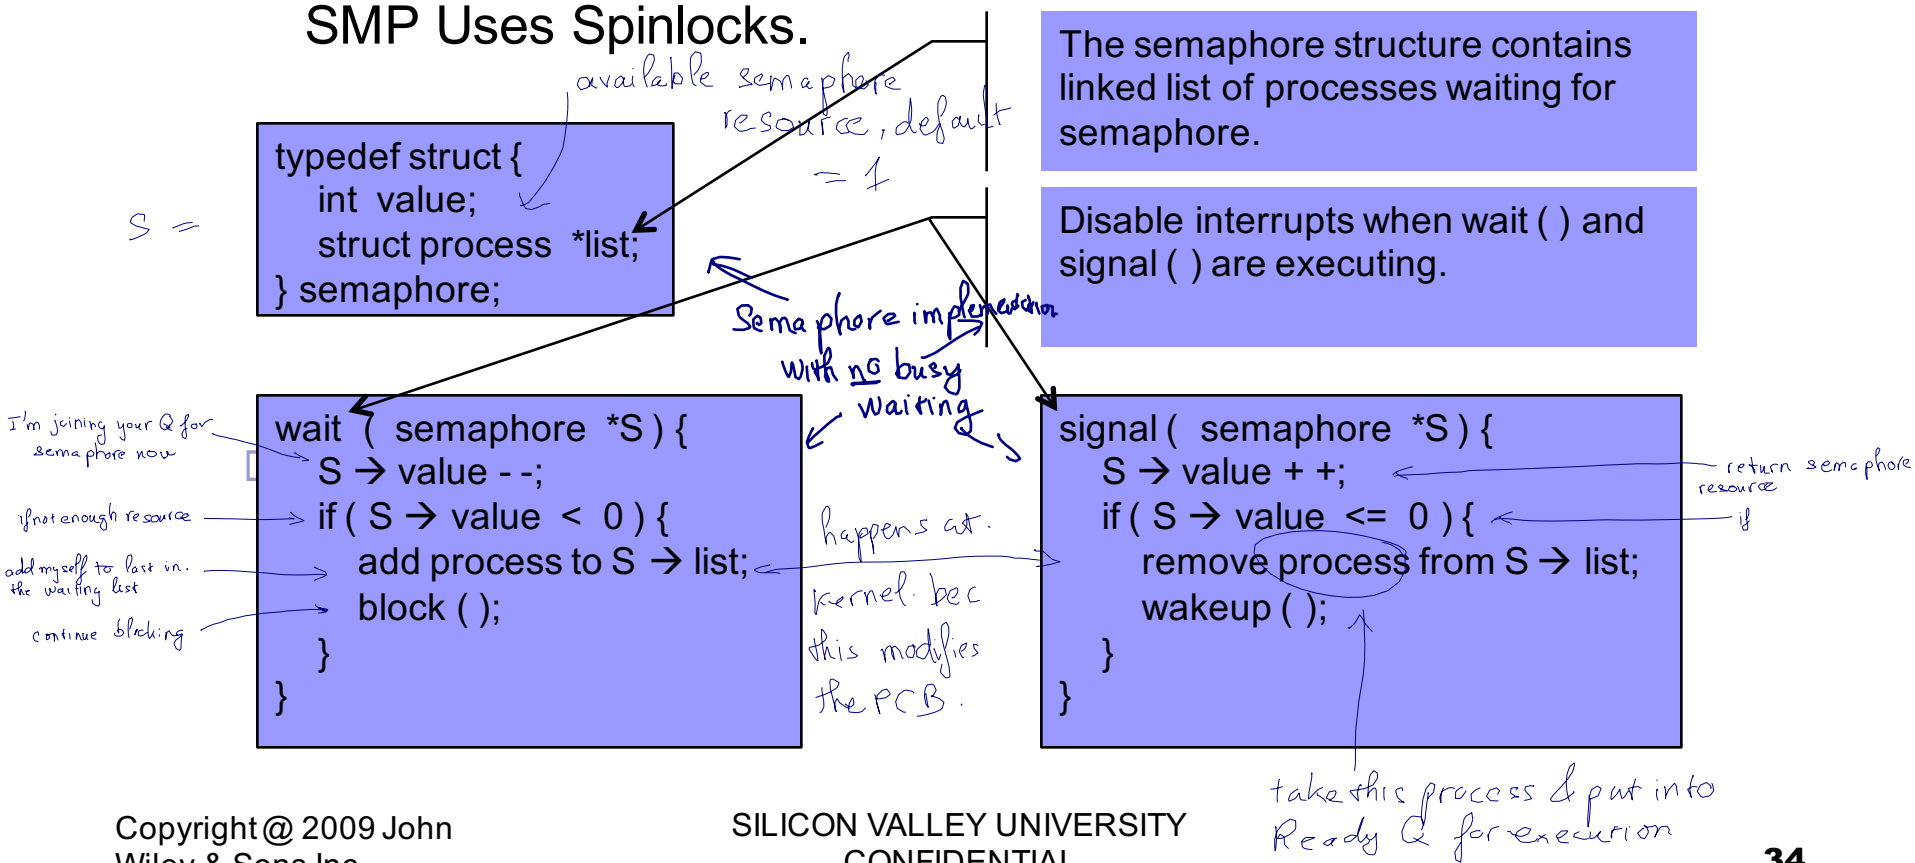 SMP Uses Spinlocks.
available semaphore
resource, default
= 1
The semaphore structure contains
linked list of processes waiting for
semaphore.
S =
typedef struct {
int value;
struct process *list;
} semaphore;
Disable interrupts when wait ( ) and
signal ( ) are executing.
Semaphore implementation
with no busy
waiting
I'm joining your Q for
semaphore now
if not enough resource
add myself to last in.
the waiting list
continue blocking
wait ( semaphore *S ) {
S → value - -;
if ( S → value < 0 ) {
add process to S → list;
block ( );
}
}
happens at.
kernel. bec
this modifies
the PCB.
signal ( semaphore *S ) {
S → value + +;
if ( S → value <= 0 ) {
remove process from S → list;
wakeup ( );
}
}
return semaphore
resource
if
take this process & put into
Ready Q for execution
Copyright @ 2009 John
Wiley & Sons Inc
SILICON VALLEY UNIVERSITY
CONFIDENTIAL
34